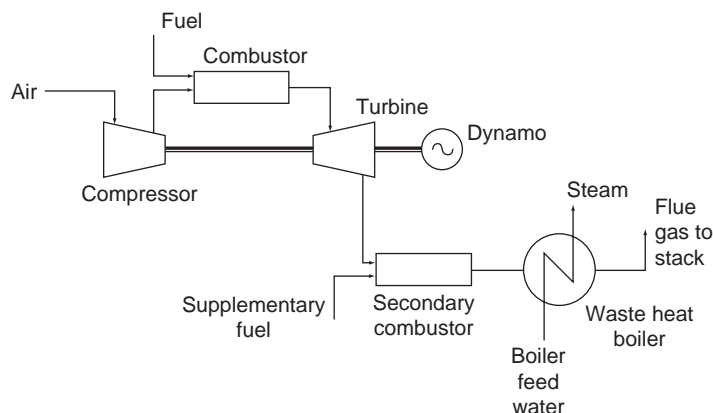 Fuel
Combustor
Air
Turbine
Dynamo
Compressor
Steam
Flue
gas to
stack
Supplementary
fuel
Secondary
combustor
Waste heat
boiler
Boiler
feed
water